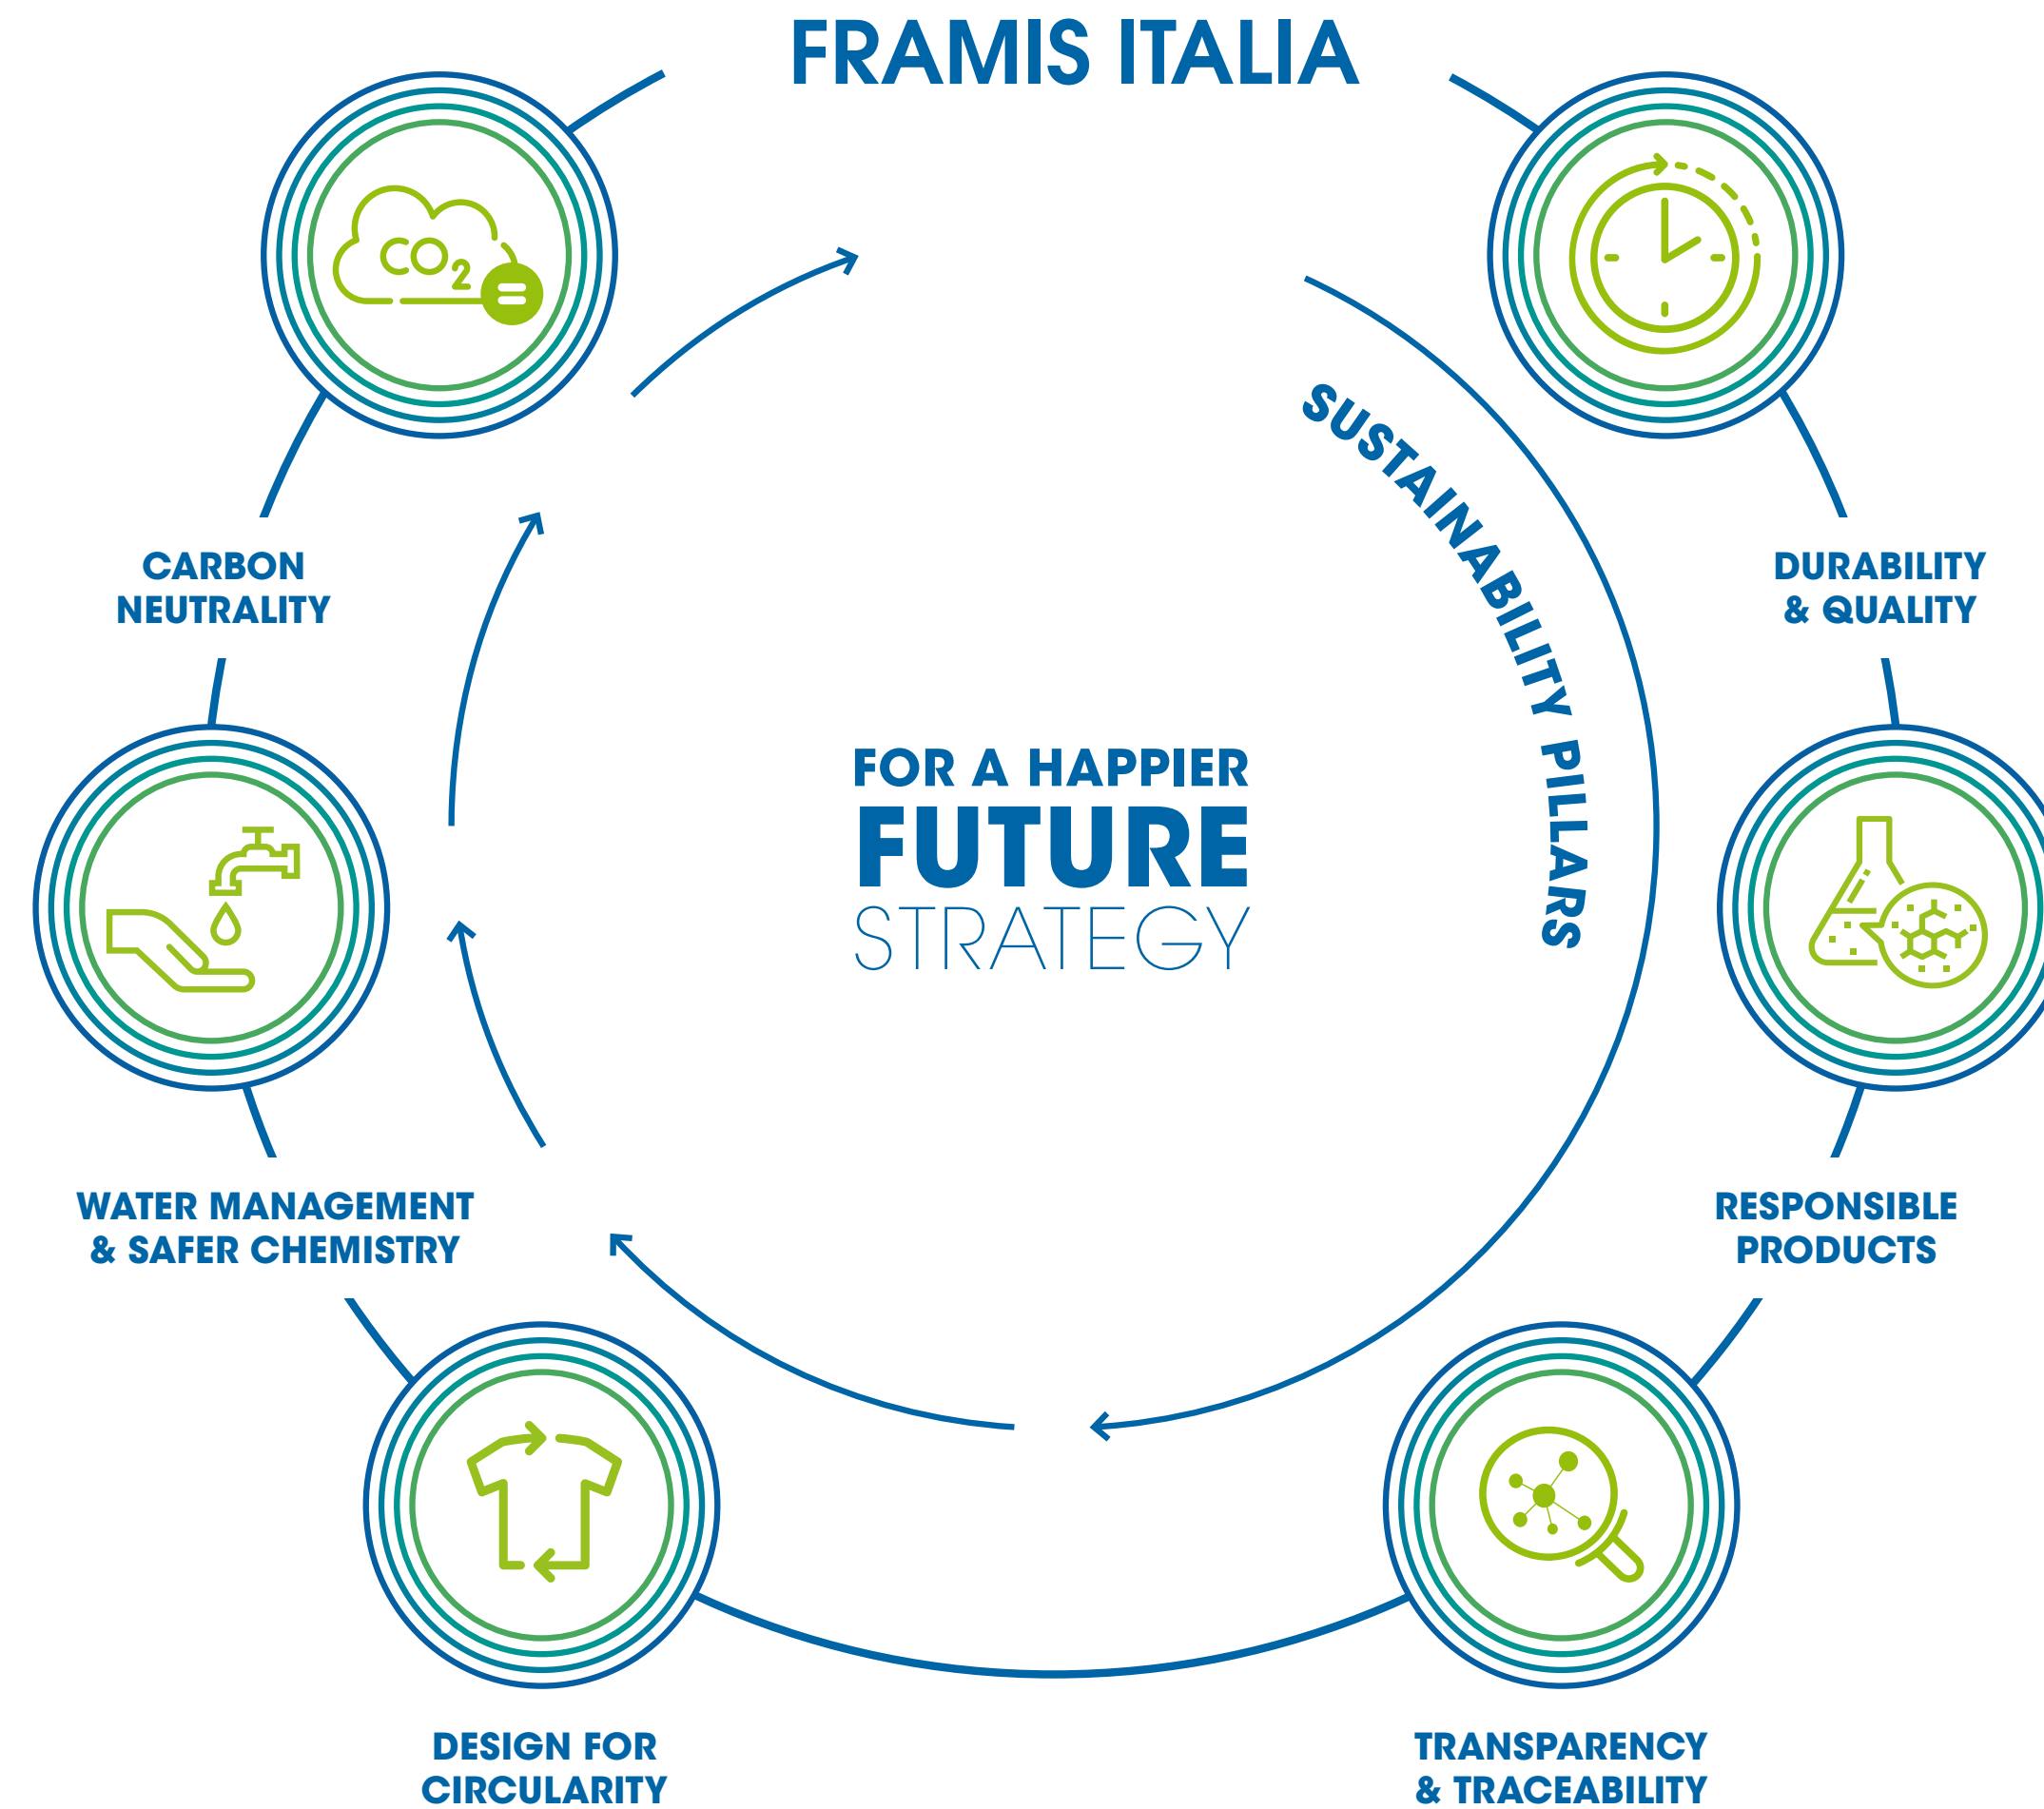 FRAMIS ITALIA
CO2
SUSTAINABILITY PILLARS
CARBON
NEUTRALITY
DURABILITY
& QUALITY
FOR A HAPPIER
FUTURE
STRATEGY
WATER MANAGEMENT
& SAFER CHEMISTRY
RESPONSIBLE
PRODUCTS
DESIGN FOR
CIRCULARITY
TRANSPARENCY
& TRACEABILITY